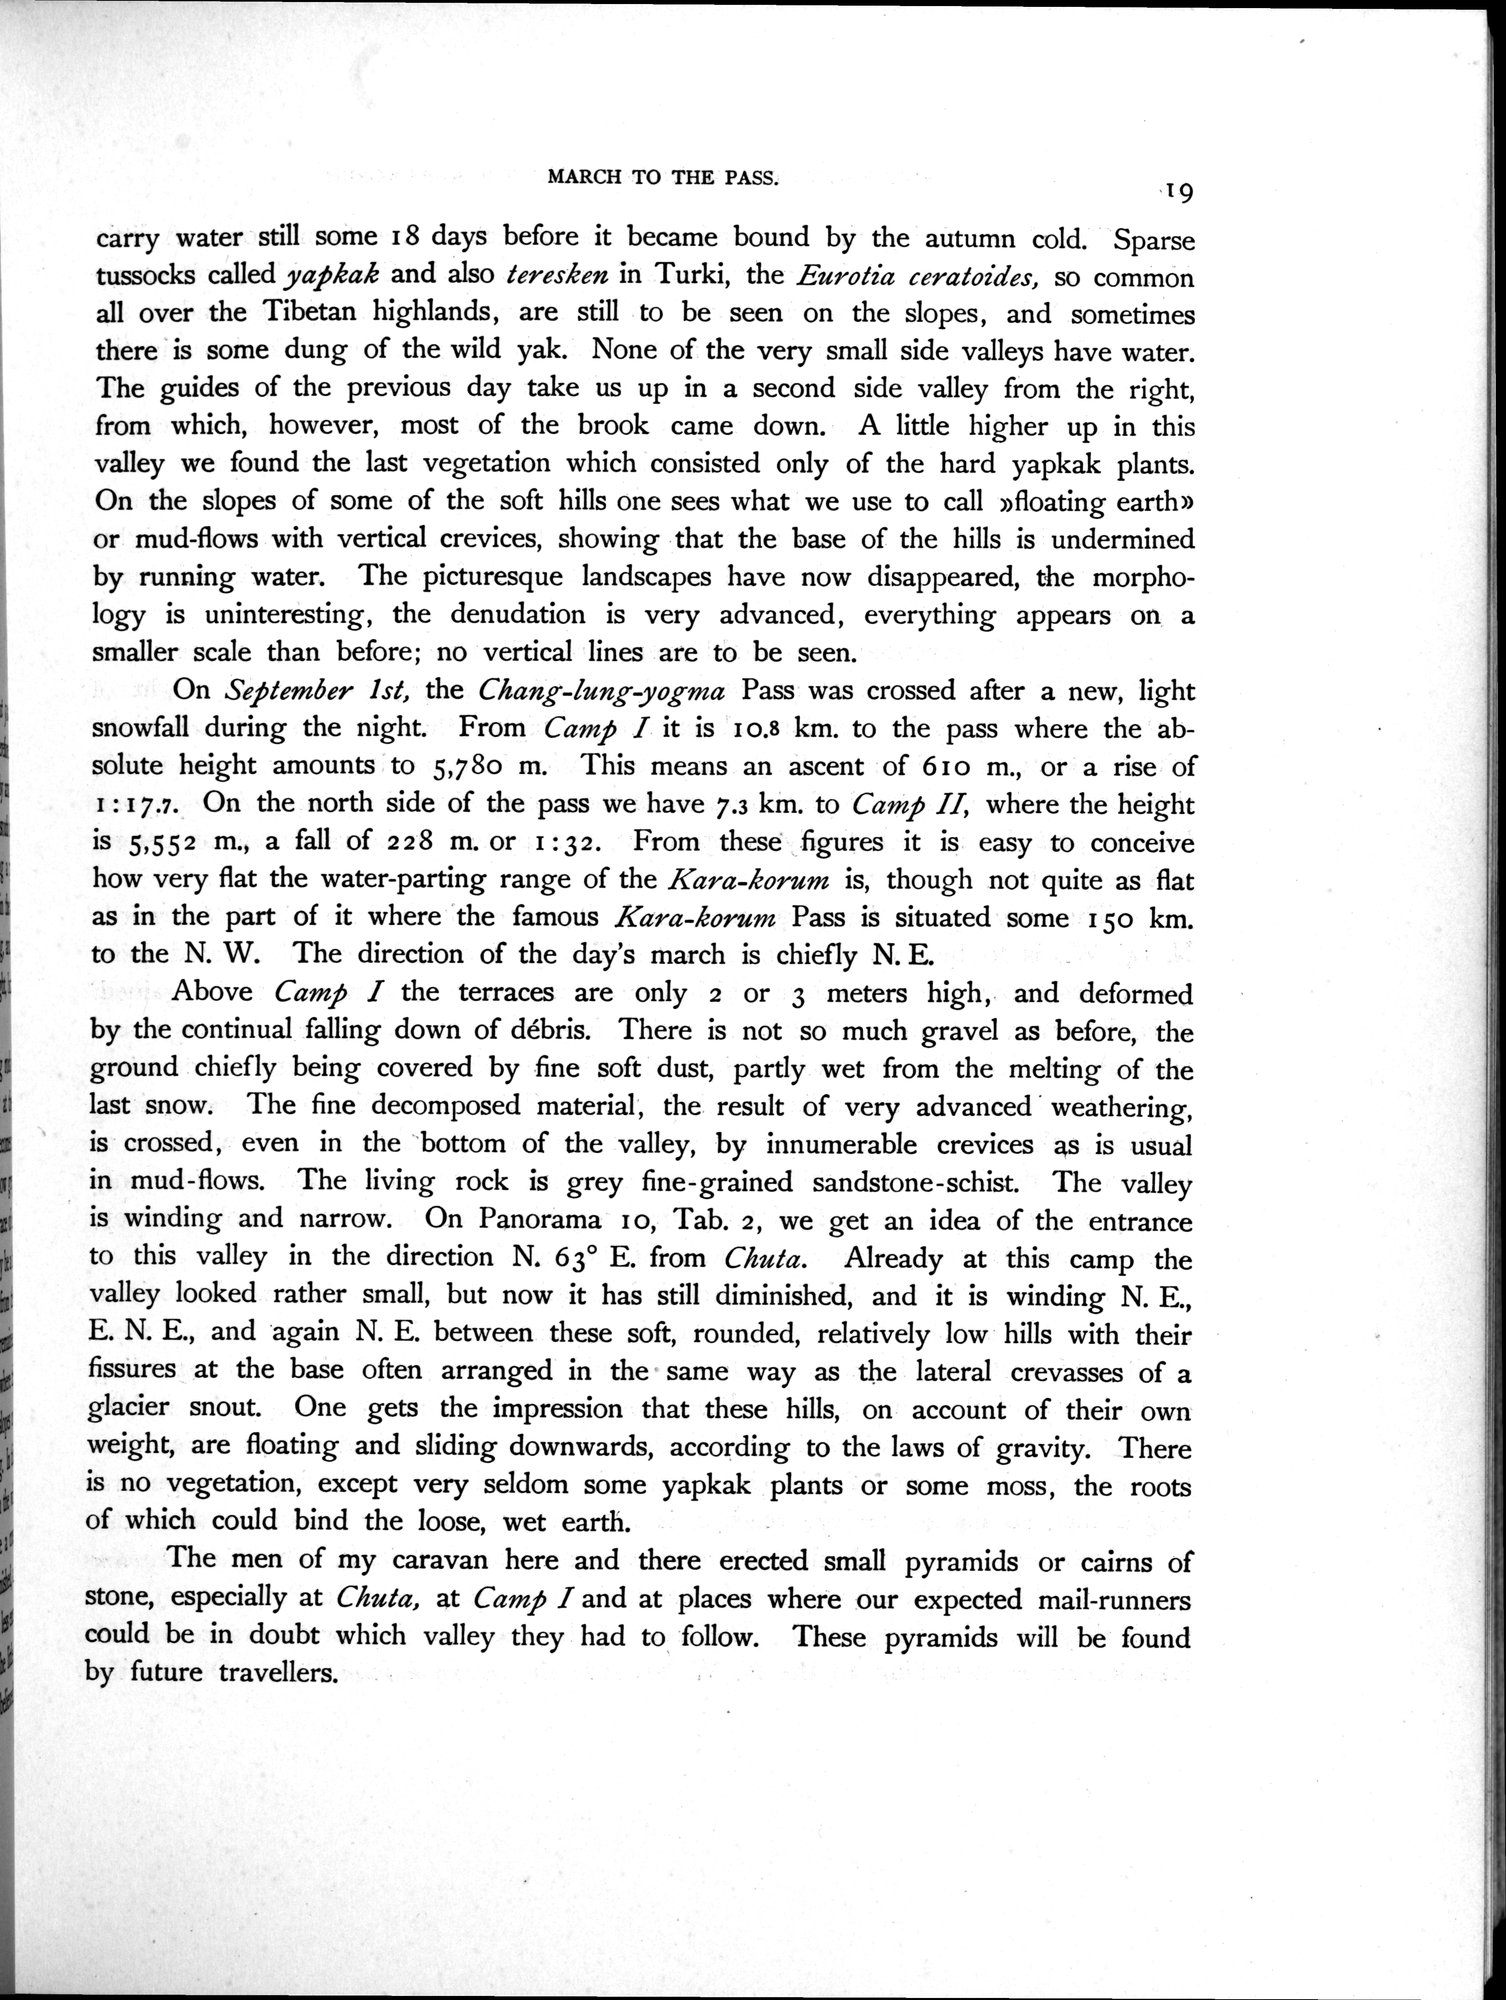 MARCH TO THE PASS.
19
carry water still some 18 days before it became bound by the autumn cold. Sparse
tussocks called yapkak and also teresken in Turki, the Eurotia ceratoides, so common
all over the Tibetan highlands, are still to be seen on the slopes, and sometimes
there is some dung of the wild yak. None of the very small side valleys have water.
The guides of the previous day take us up in a second side valley from the right,
from which, however, most of the brook came down. A little higher up in this
valley we found the last vegetation which consisted only of the hard yapkak plants.
On the slopes of some of the soft hills one sees what we use to call »floating earth»
or mud-flows with vertical crevices, showing that the base of the hills is undermined
by running water. The picturesque landscapes have now disappeared, the morpho-
logy is uninteresting, the denudation is very advanced, everything appears on a
smaller scale than before; no vertical lines are to be seen.
On September 1st, the Chang-lung-yogma Pass was crossed after a new, light
snowfall during the night. From Camp I it is 10.8 km. to the pass where the ab-
solute height amounts to 5,780 m. This means an ascent of 610 m., or a rise of
1:17.7. On the north side of the pass we have 7.3 km. to Camp II, where the height
is 5,552 m., a fall of 228 m. or 1:32. From these figures it is easy to conceive
how very flat the water-parting range of the Kara-korum is, though not quite as flat
as in the part of it where the famous Kara-korum Pass is situated some 150 km.
to the N. W. The direction of the day's march is chiefly N. E.
Above Camp I the terraces are only 2 or 3 meters high, and deformed
by the continual falling down of débris. There is not so much gravel as before, the
ground chiefly being covered by fine soft dust, partly wet from the melting of the
last snow. The fine decomposed material, the result of very advanced weathering,
is crossed, even in the bottom of the valley, by innumerable crevices as is usual
in mud-flows. The living rock is grey fine-grained sandstone-schist. The valley
is winding and narrow. On Panorama 10, Tab. 2, we get an idea of the entrance
to this valley in the direction N. 63° E. from Chuta. Already at this camp the
valley looked rather small, but now it has still diminished, and it is winding N. E.,
E. N. E., and again N. E. between these soft, rounded, relatively low hills with their
fissures at the base often arranged in the same way as the lateral crevasses of a
glacier snout. One gets the impression that these hills, on account of their own
weight, are floating and sliding downwards, according to the laws of gravity. There
is no vegetation, except very seldom some yapkak plants or some moss, the roots
of which could bind the loose, wet earth.
The men of my caravan here and there erected small pyramids or cairns of
stone, especially at Chuta, at Camp I and at places where our expected mail-runners
could be in doubt which valley they had to follow. These pyramids will be found
by future travellers.